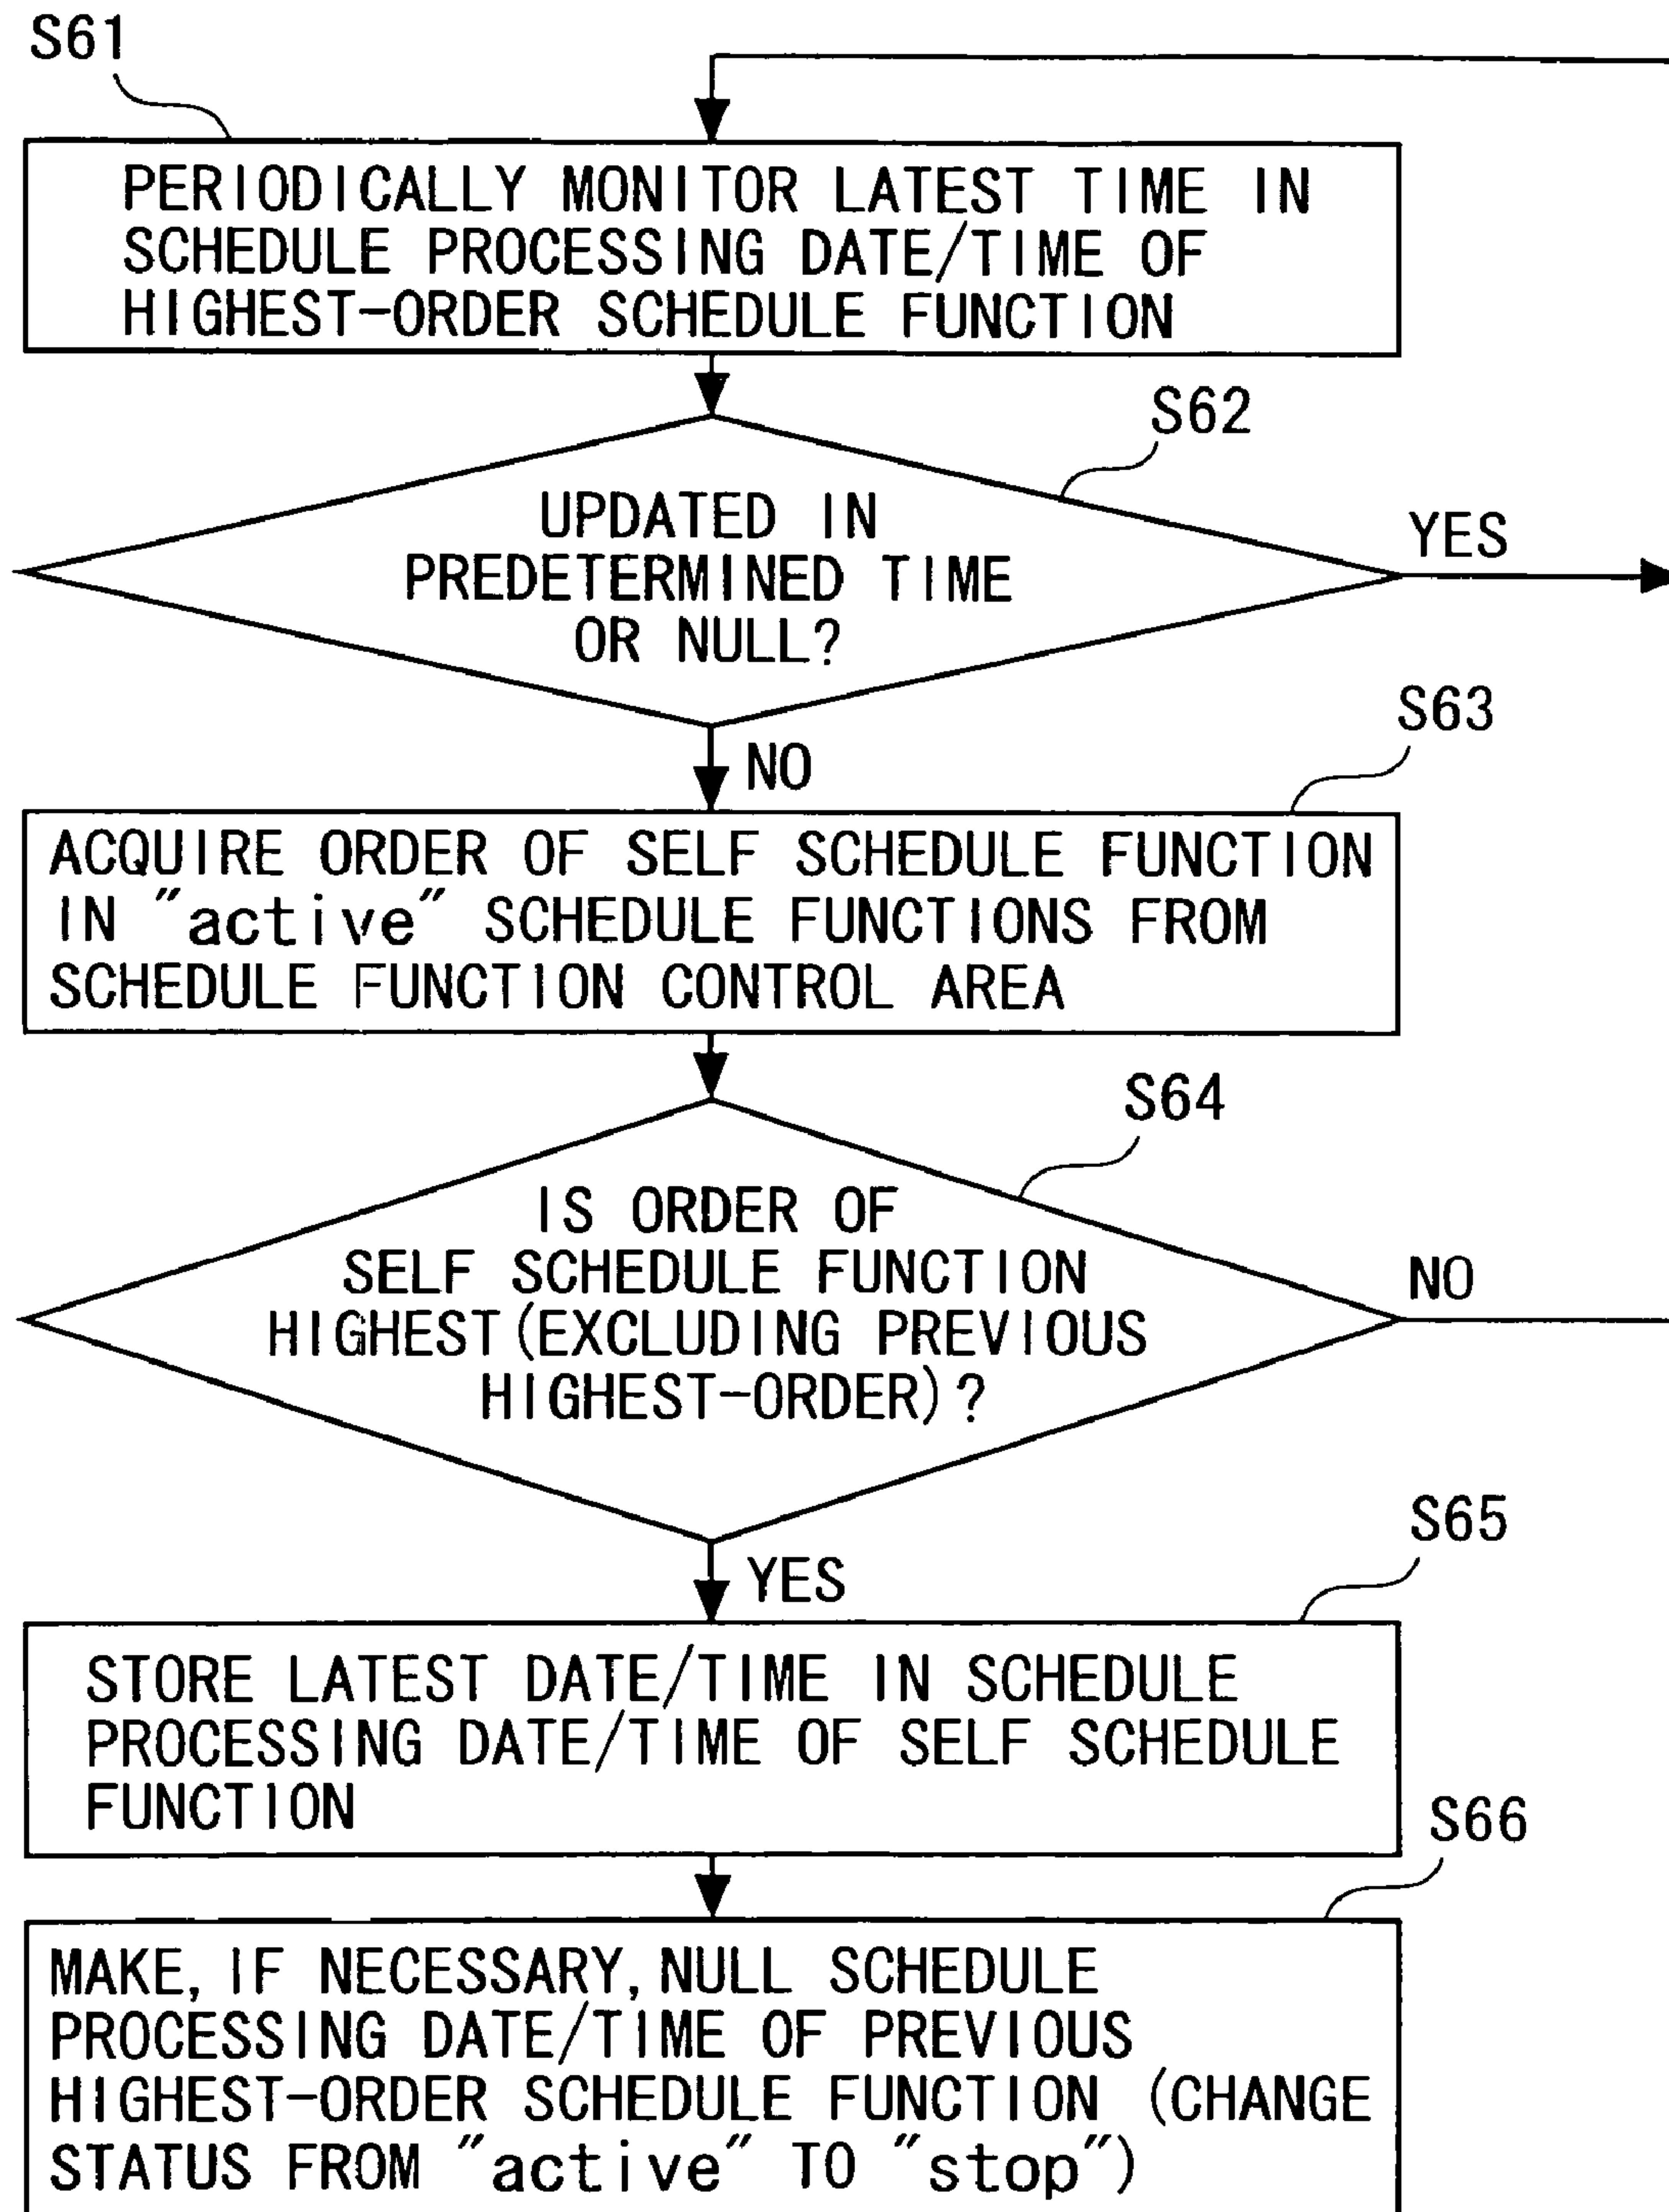 S61
PERIODICALLY MONITOR LATEST TIME IN
SCHEDULE PROCESSING DATE/TIME OF
HIGHEST-ORDER SCHEDULE FUNCTION
S62
UPDATED IN
PREDETERMINED TIME
OR NULL?
YES
NO
S63
ACQUIRE ORDER OF SELF SCHEDULE FUNCTION
IN "active" SCHEDULE FUNCTIONS FROM
SCHEDULE FUNCTION CONTROL AREA
S64
IS ORDER OF
SELF SCHEDULE FUNCTION
HIGHEST(EXCLUDING PREVIOUS
HIGHEST-ORDER)?
NO
YES
S65
STORE LATEST DATE/TIME IN SCHEDULE
PROCESSING DATE/TIME OF SELF SCHEDULE
FUNCTION
S66
MAKE, IF NECESSARY, NULL SCHEDULE
PROCESSING DATE/TIME OF PREVIOUS
HIGHEST-ORDER SCHEDULE FUNCTION (CHANGE
STATUS FROM "active" TO "stop")